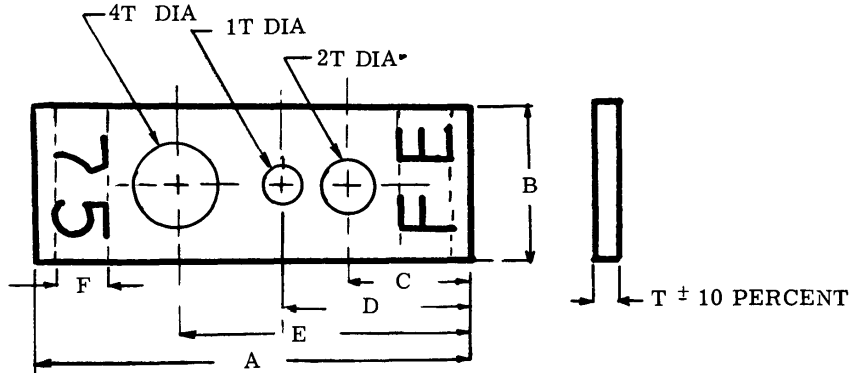 4T DIA
1T DIA
2T DIA
75
FE
B
C
F
D
T ± 10 PERCENT
E
A